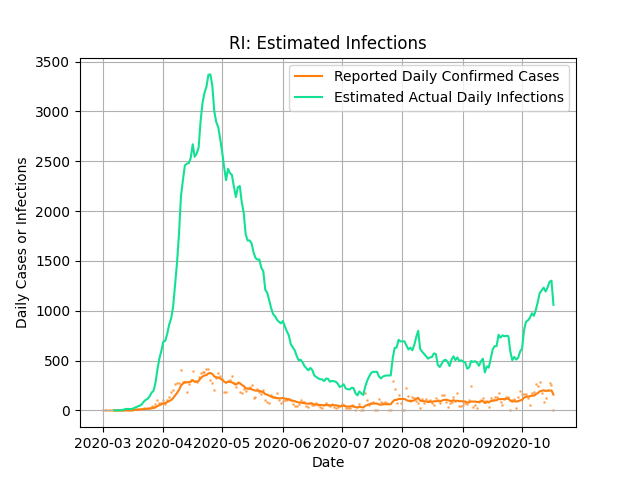 RI: Estimated Infections
Reported Daily Confirmed Cases
Estimated Actual Daily Infections
Daily Cases or Infections
3500
3000
2500
2000
1500
1000
500
0
2020-03 2020-04 2020-05 2020-06 2020-07 2020-08 2020-09 2020-10
Date